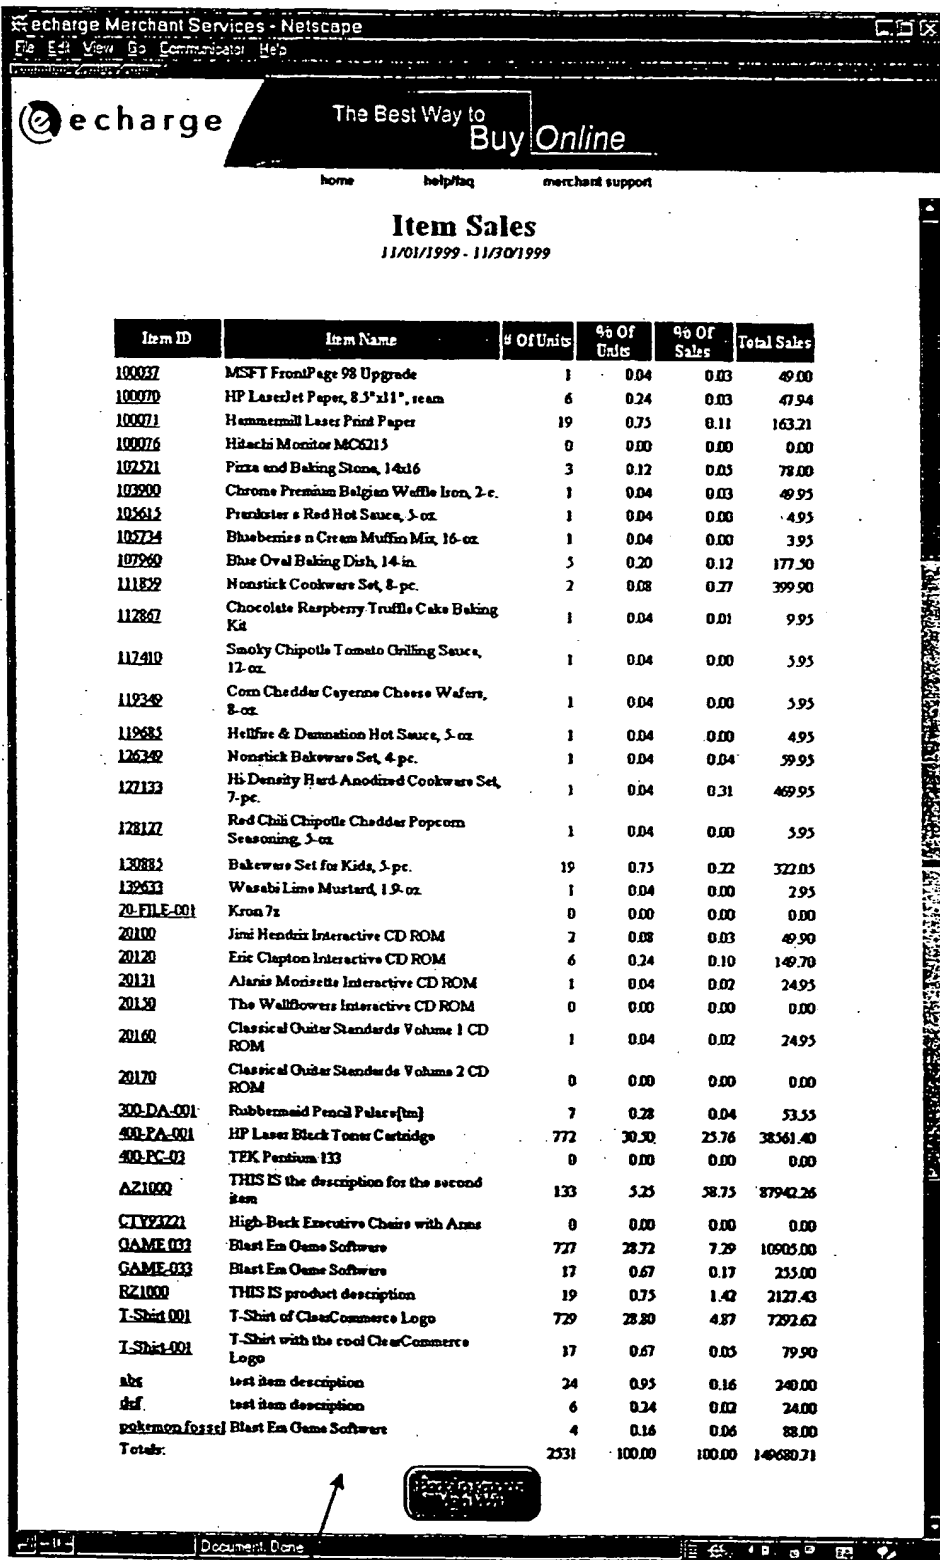 echarge Merchant Services - Netscape
File Edit View Go Communicator Help
echarge
The Best Way to
Buy Online
home help/faq merchant support
Item Sales
11/01/1999 - 11/30/1999
Item ID Item Name # Of Units % Of Units % Of Sales Total Sales
100037 MSFT FrontPage 98 Upgrade 1 0.04 0.03 49.00
100070 HP LaserJet Paper, 8.5"x11", ream 6 0.24 0.03 47.94
100071 Hammermill Laser Print Paper 19 0.75 0.11 163.21
100076 Hitachi Monitor MC6215 0 0.00 0.00 0.00
102521 Pizza and Baking Stone, 14x16 3 0.12 0.05 78.00
103900 Chrome Premium Belgian Waffle Iron, 2-c. 1 0.04 0.03 49.95
105615 Prankster s Red Hot Sauce, 5-oz. 1 0.04 0.00 4.95
105734 Blueberries n Cream Muffin Mix, 16-oz 1 0.04 0.00 3.95
107960 Blue Oval Baking Dish, 14-in. 5 0.20 0.12 177.50
111859 Nonstick Cookware Set, 8-pc. 2 0.08 0.27 399.90
112867 Chocolate Raspberry Truffle Cake Baking
Kit 1 0.04 0.01 9.95
117410 Smoky Chipotle Tomato Grilling Sauce,
12-oz. 1 0.04 0.00 5.95
119349 Corn Cheddar Cayenne Cheese Wafers,
8-oz. 1 0.04 0.00 5.95
119685 Hellfire & Damnation Hot Sauce, 5-oz 1 0.04 0.00 4.95
126349 Nonstick Bakeware Set, 4-pc. 1 0.04 0.04 59.95
127133 Hi-Density Hard-Anodized Cookware Set,
7-pc. 1 0.04 0.31 469.95
128127 Red Chili Chipotle Cheddar Popcorn
Seasoning, 5-oz 1 0.04 0.00 5.95
130885 Bakeware Set for Kids, 5-pc. 19 0.75 0.22 322.05
139633 Wasabi Lime Mustard, 1.9-oz. 1 0.04 0.00 2.95
20-FILE-001 Kron 7z 0 0.00 0.00 0.00
20100 Jimi Hendrix Interactive CD ROM 2 0.08 0.03 49.90
20120 Eric Clapton Interactive CD ROM 6 0.24 0.10 149.70
20131 Alanis Morisette Interactive CD ROM 1 0.04 0.02 24.95
20150 The Wallflowers Interactive CD ROM 0 0.00 0.00 0.00
20160 Classical Guitar Standards Volume 1 CD
ROM 1 0.04 0.02 24.95
20170 Classical Guitar Standards Volume 2 CD
ROM 0 0.00 0.00 0.00
300-DA-001 Rubbermaid Pencil Palace[tm] 7 0.28 0.04 53.55
400-PA-001 HP Laser Black Toner Cartridge 772 30.50 25.76 38561.40
400-PC-03 TEK Pentium 133 0 0.00 0.00 0.00
AZ1000 THIS IS the description for the second
item 133 5.25 58.75 87942.26
CTY93221 High-Back Executive Chairs with Arms 0 0.00 0.00 0.00
GAME 033 Blast Em Game Software 727 28.72 7.29 10905.00
GAME-033 Blast Em Game Software 17 0.67 0.17 255.00
RZ1000 THIS IS product description 19 0.75 1.42 2127.43
T-Shirt 001 T-Shirt of ClearCommerce Logo 729 28.80 4.87 7292.62
T-Shirt-001 T-Shirt with the cool ClearCommerce
Logo 17 0.67 0.05 79.90
abc test item description 24 0.95 0.16 240.00
def test item description 6 0.24 0.02 24.00
pokemon fossel Blast Em Game Software 4 0.16 0.06 88.00
Totals: 2531 100.00 100.00 149680.71
Document: Done